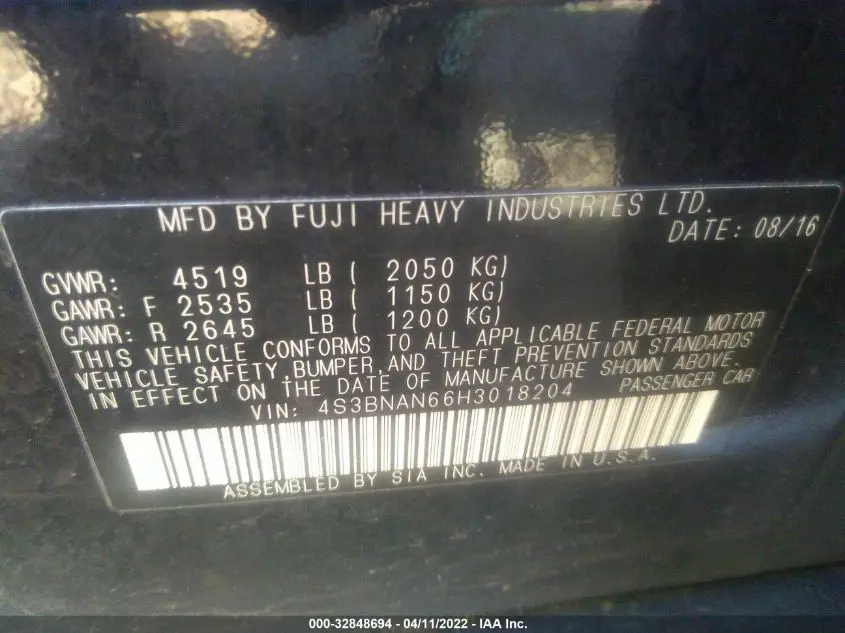 MFD BY FUJI HEAVY INDUSTRIES LTD.
DATE: 08/16
GVWR: 4519 LB ( 2050 KG)
GAWR: F 2535 LB ( 1150 KG)
GAWR: R 2645 LB ( 1200 KG)
THIS VEHICLE CONFORMS TO ALL APPLICABLE FEDERAL MOTOR
VEHICLE SAFETY, BUMPER, AND THEFT PREVENTION STANDARDS
IN EFFECT ON THE DATE OF MANUFACTURE SHOWN ABOVE.
VIN: 4S3BNAN66H3018204 PASSENGER CAR
ASSEMBLED BY SIA INC. MADE IN U.S.A.
000-32848694 - 04/11/2022 - IAA Inc.